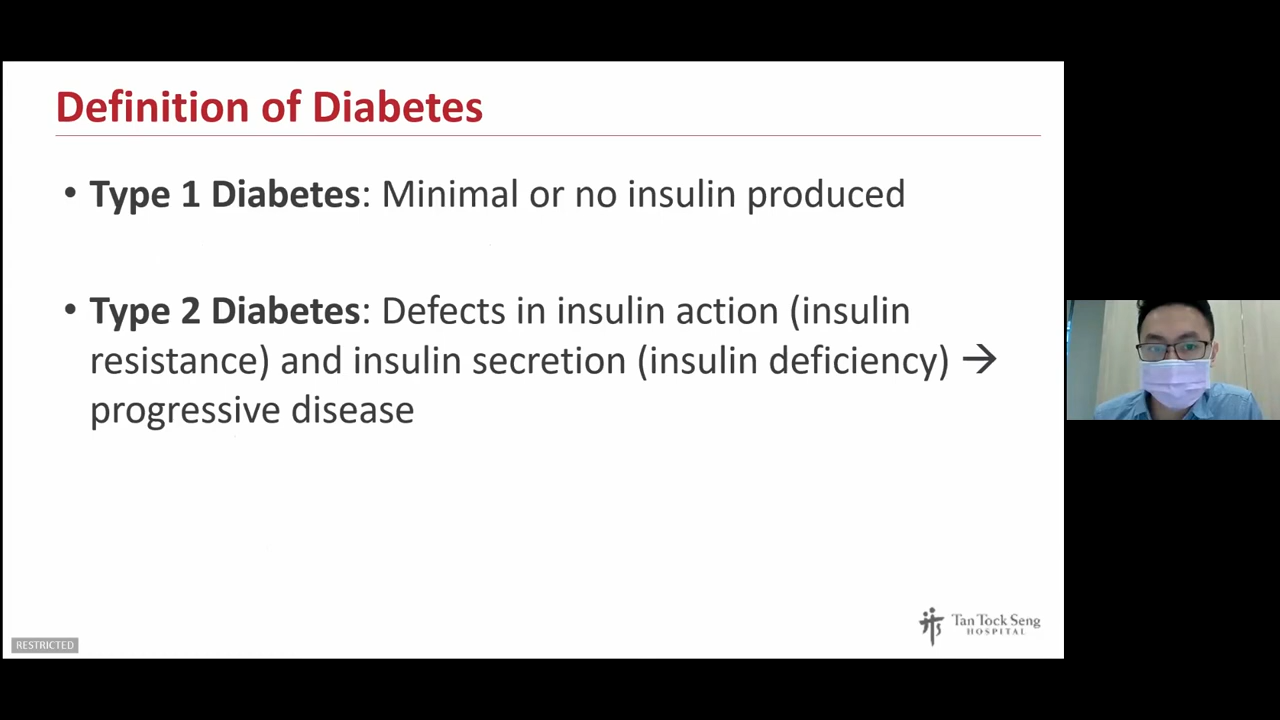 Definition of Diabetes
• Type 1 Diabetes: Minimal or no insulin produced
• Type 2 Diabetes: Defects in insulin action (insulin
resistance) and insulin secretion (insulin deficiency) →
progressive disease
Tan Tock Seng
HOSPITAL
RESTRICTED